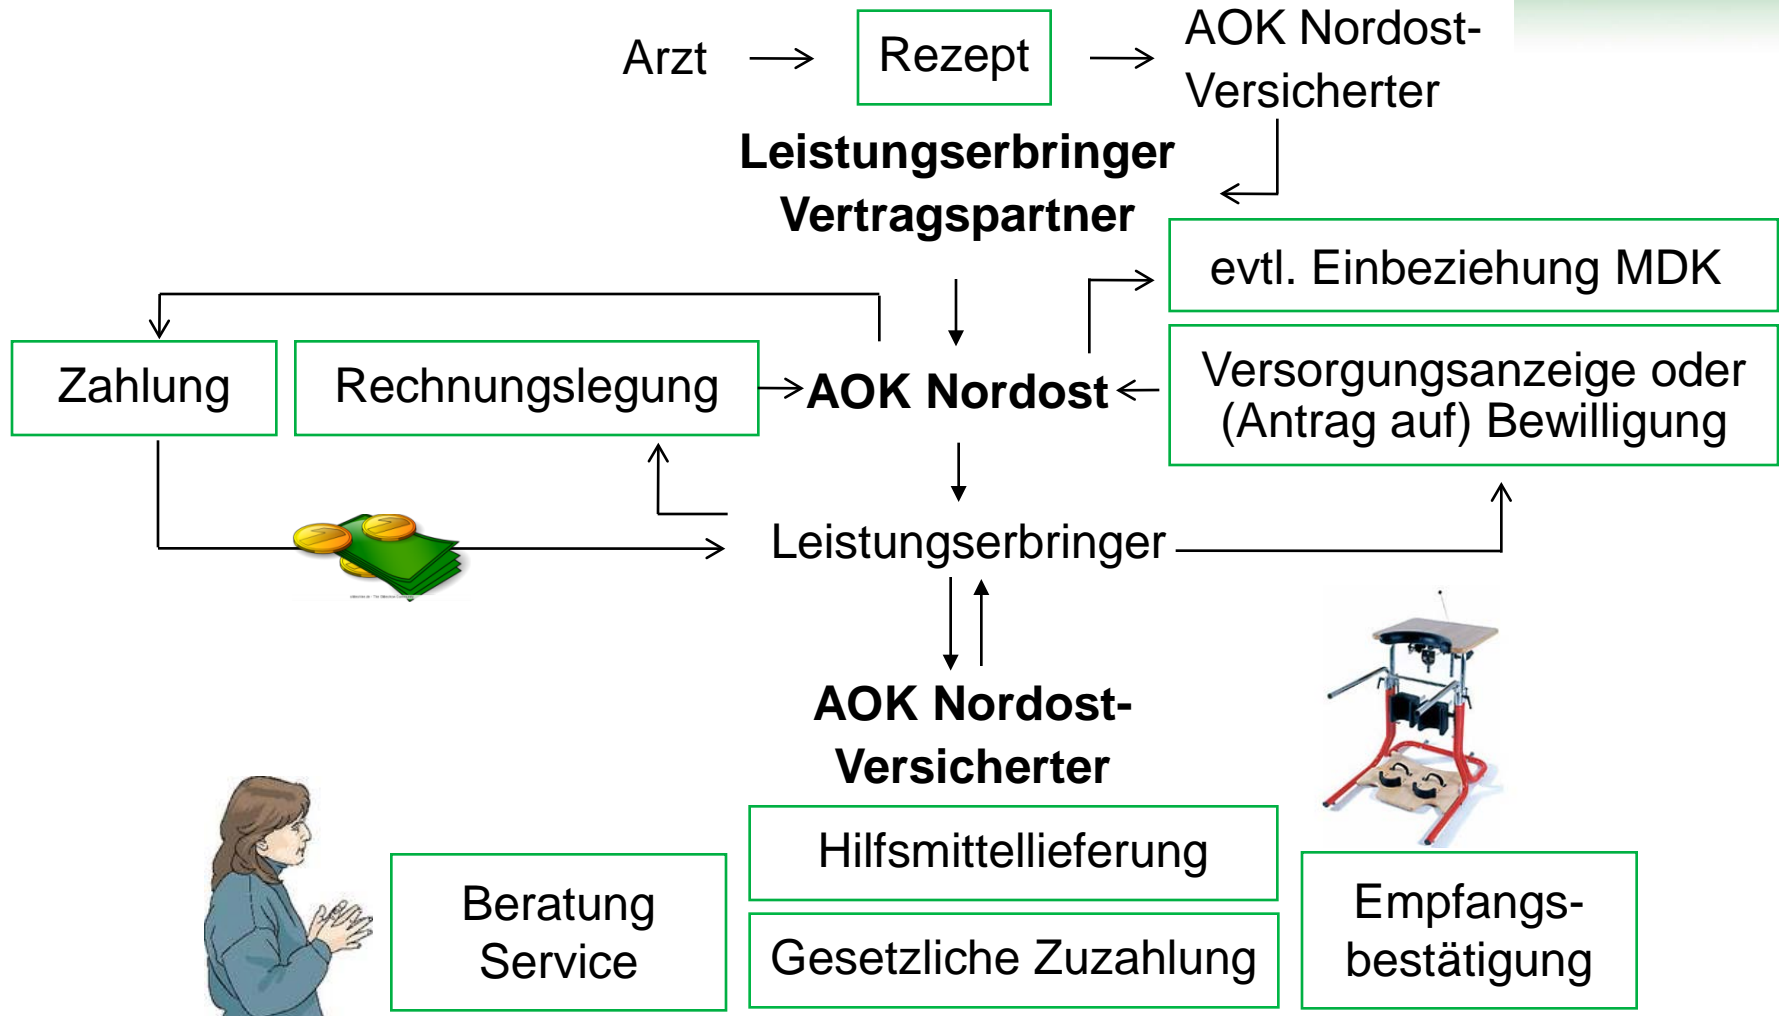 Arzt
Rezept
AOK Nordost-
Versicherter
Leistungserbringer
Vertragspartner
evtl. Einbeziehung MDK
Zahlung
Rechnungslegung
AOK Nordost
Versorgungsanzeige oder
(Antrag auf) Bewilligung
Leistungserbringer
AOK Nordost-
Versicherter
Hilfsmittellieferung
Beratung
Service
Gesetzliche Zuzahlung
Empfangs-
bestätigung